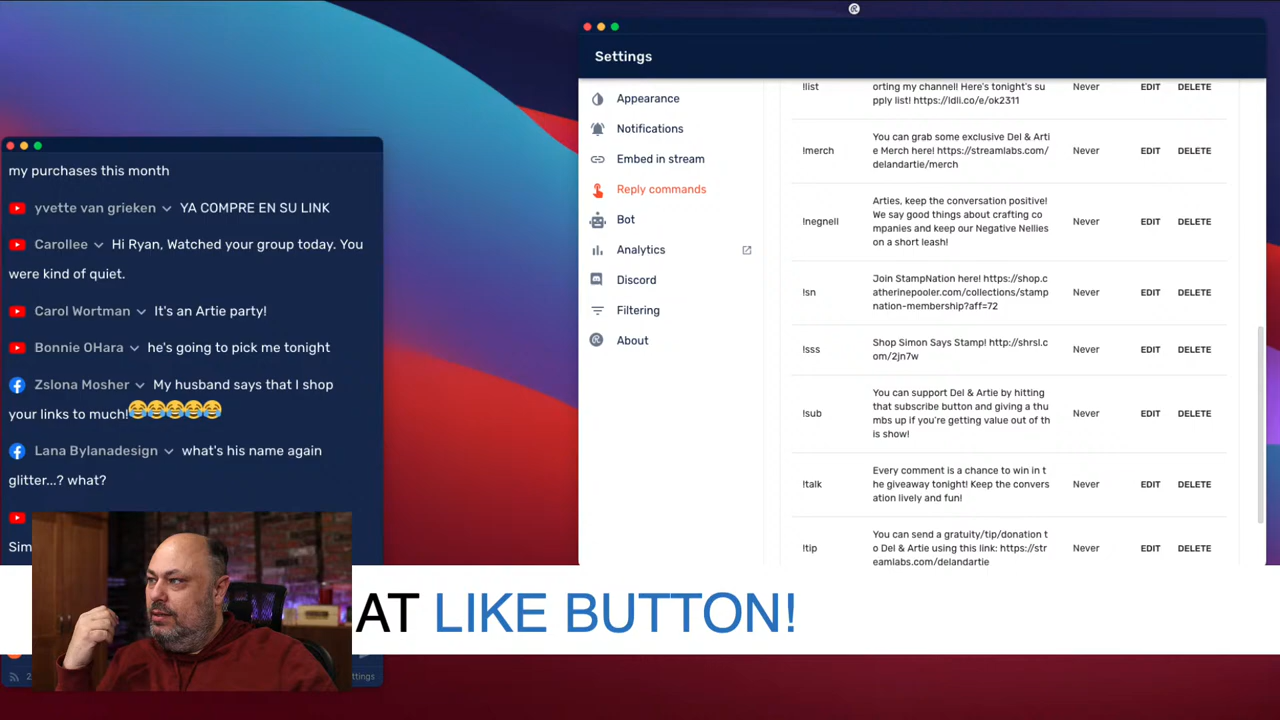 my purchases this month
yvette van grieken YA COMPRE EN SU LINK
Carollee Hi Ryan, Watched your group today. You
were kind of quiet.
Carol Wortman It's an Artie party!
Bonnie OHara he's going to pick me tonight
Zslona Mosher My husband says that I shop
your links to much!😂😂😂😂😂
Lana Bylanadesign what's his name again
glitter...? what?
Sim
2
ttings
Settings
Appearance
Notifications
Embed in stream
Reply commands
Bot
Analytics
Discord
Filtering
About
!list
orting my channel! Here's tonight's su
pply list! https://ldli.co/e/ok2311
Never EDIT DELETE
!merch
You can grab some exclusive Del & Arti
e Merch here! https://streamlabs.com/
delandartie/merch
Never EDIT DELETE
!negnell
Arties, keep the conversation positive!
We say good things about crafting co
mpanies and keep our Negative Nellies
on a short leash!
Never EDIT DELETE
!sn
Join StampNation here! https://shop.c
atherinepooler.com/collections/stamp
nation-membership?aff=72
Never EDIT DELETE
!sss
Shop Simon Says Stamp! http://shrsl.c
om/2jn7w
Never EDIT DELETE
!sub
You can support Del & Artie by hitting
that subscribe button and giving a thu
mbs up if you're getting value out of th
is show!
Never EDIT DELETE
!talk
Every comment is a chance to win in t
he giveaway tonight! Keep the convers
ation lively and fun!
Never EDIT DELETE
!tip
You can send a gratuity/tip/donation t
o Del & Artie using this link: https://str
eamlabs.com/delandartie
Never EDIT DELETE
AT LIKE BUTTON!